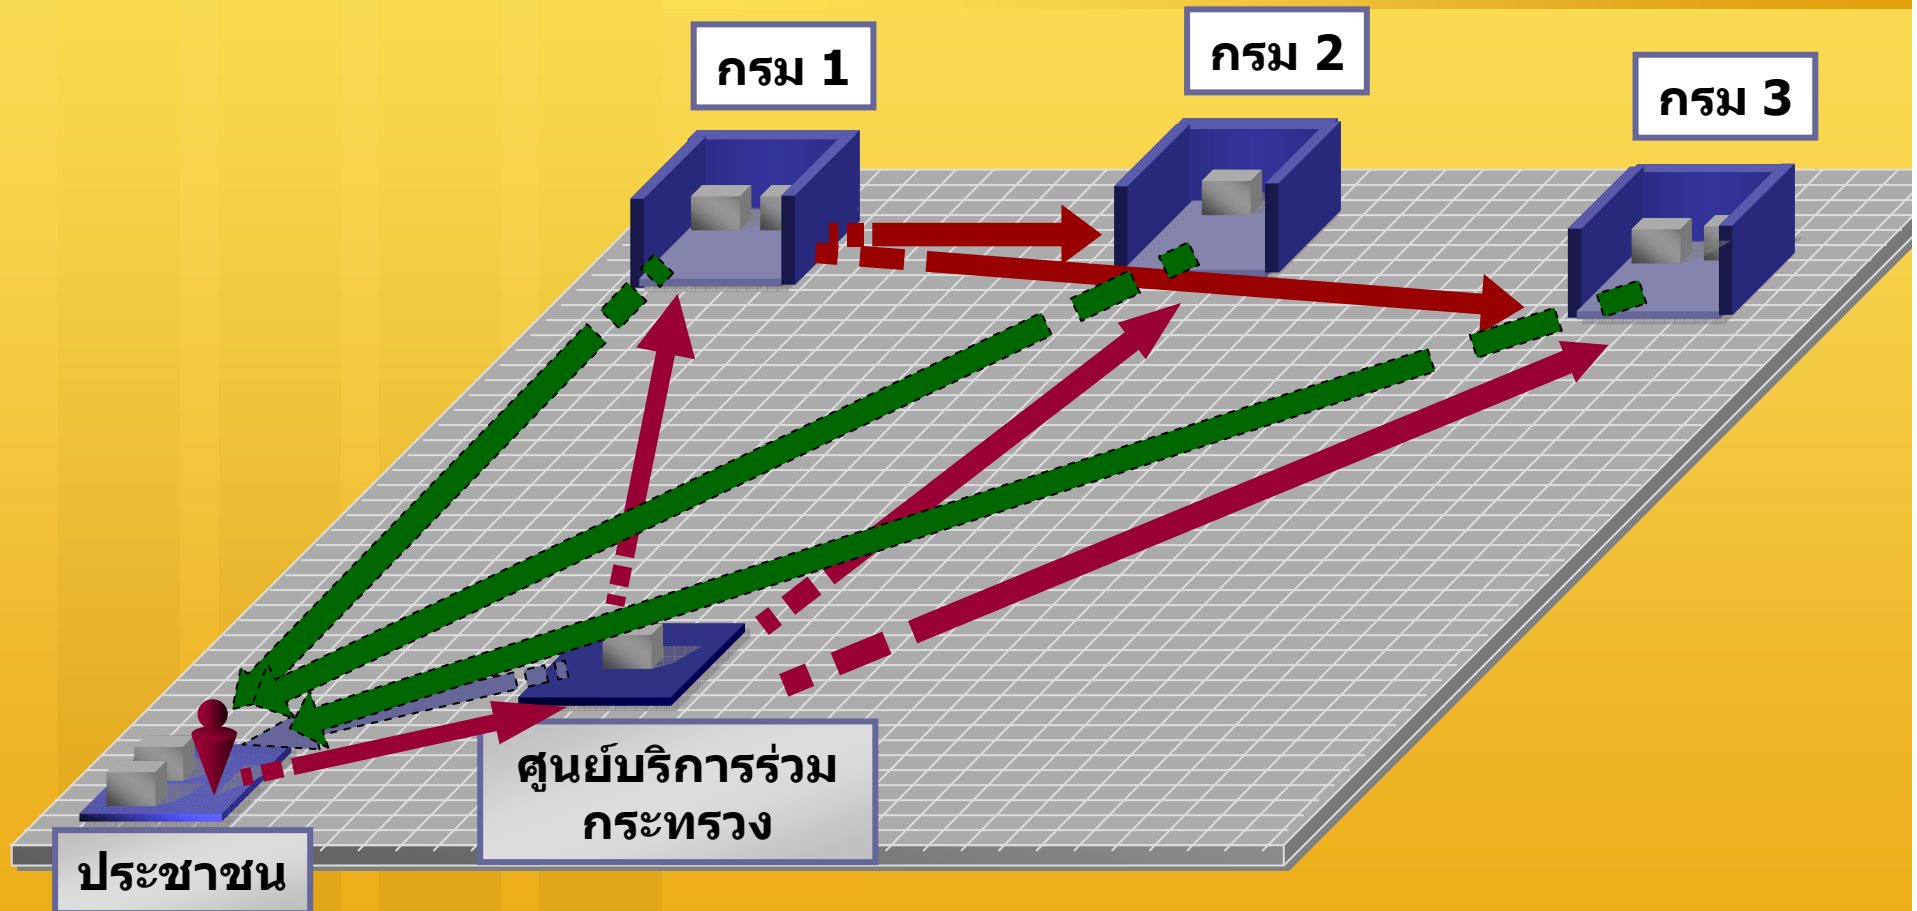 กรม 1
กรม 2
กรม 3
ศูนย์บริการร่วม
กระทรวง
ประชาชน